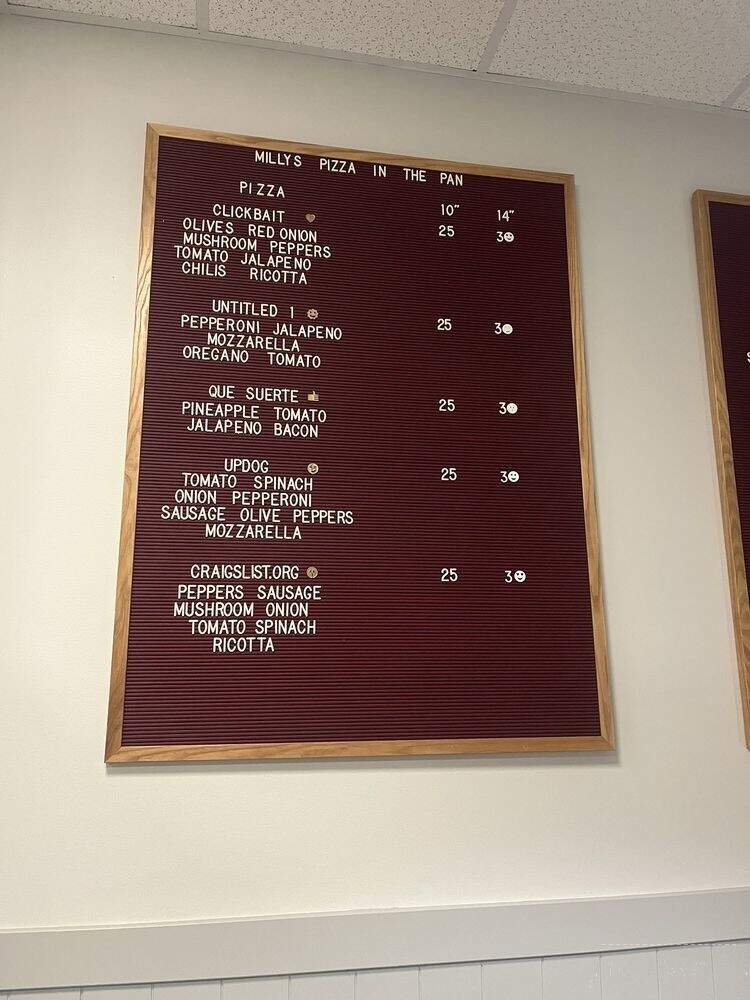 MILLYS PIZZA IN THE PAN
PIZZA 10" 14"
CLICKBAIT 25 3☻
OLIVES RED ONION
MUSHROOM PEPPERS
TOMATO JALAPENO
CHILIS RICOTTA
UNTITLED 1 25 3☻
PEPPERONI JALAPENO
MOZZARELLA
OREGANO TOMATO
QUE SUERTE 25 3☻
PINEAPPLE TOMATO
JALAPENO BACON
UPDOG 25 3☻
TOMATO SPINACH
ONION PEPPERONI
SAUSAGE OLIVE PEPPERS
MOZZARELLA
CRAIGSLIST.ORG 25 3☻
PEPPERS SAUSAGE
MUSHROOM ONION
TOMATO SPINACH
RICOTTA